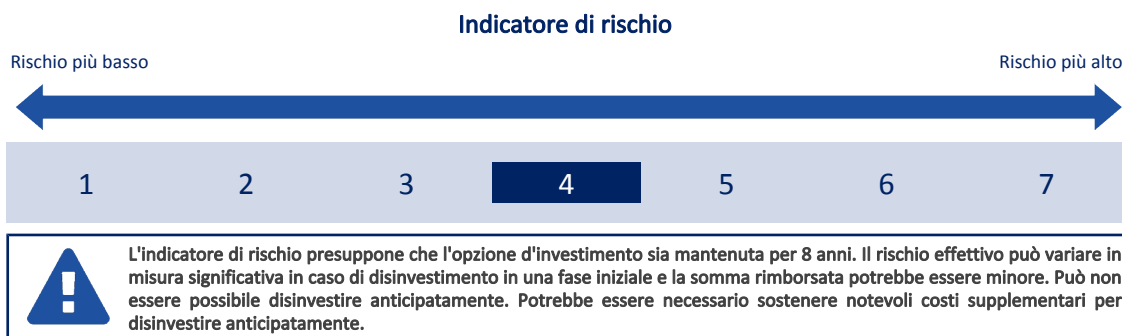 Indicatore di rischio
Rischio più basso
Rischio più alto
1 2 3 4 5 6 7
L'indicatore di rischio presuppone che l'opzione d'investimento sia mantenuta per 8 anni. Il rischio effettivo può variare in
misura significativa in caso di disinvestimento in una fase iniziale e la somma rimborsata potrebbe essere minore. Può non
essere possibile disinvestire anticipatamente. Potrebbe essere necessario sostenere notevoli costi supplementari per
disinvestire anticipatamente.